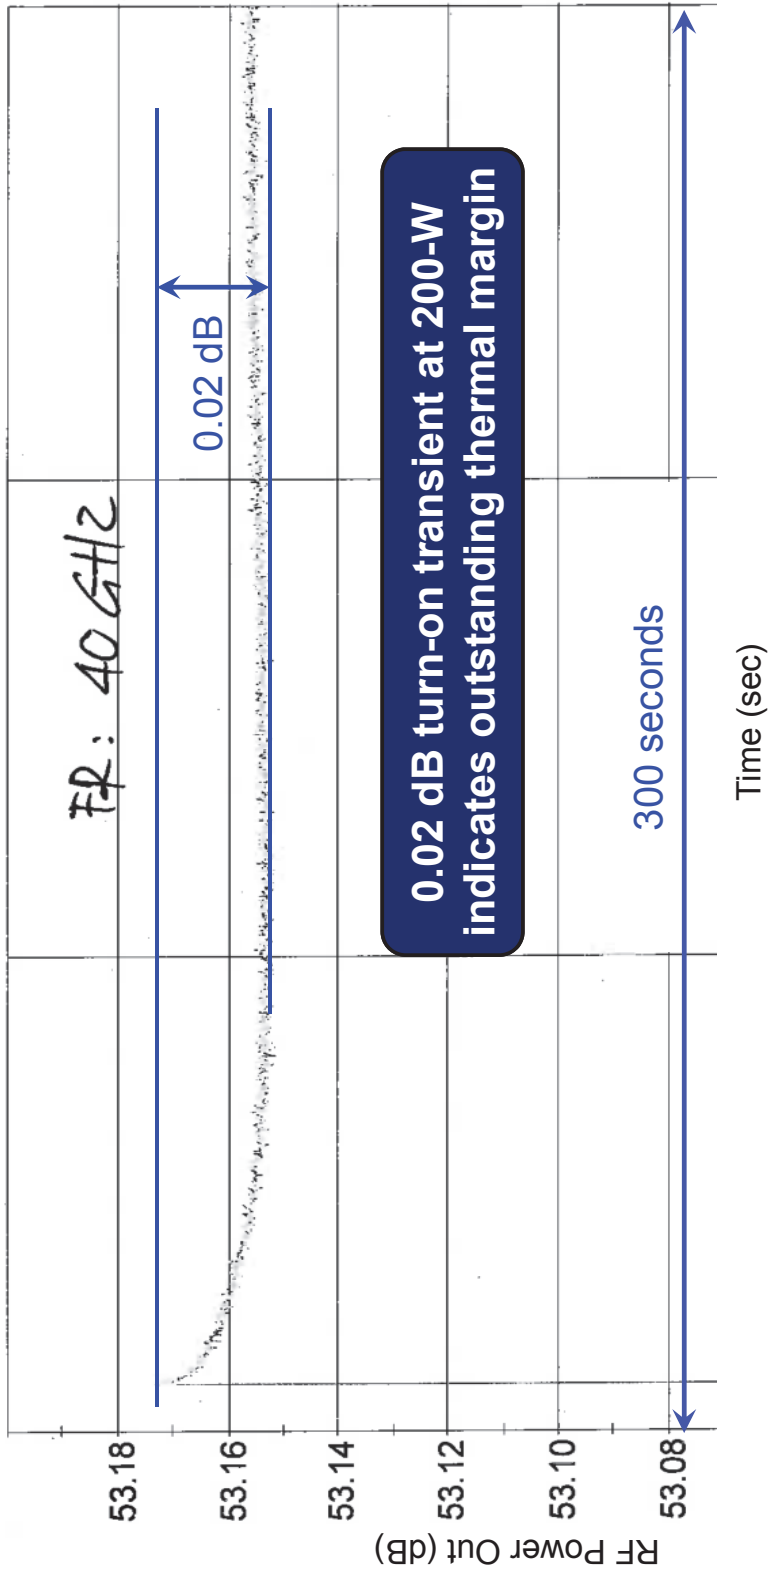 FR: 40 GHz
53.18
53.16
53.14
53.12
53.10
53.08
RF Power Out (dB)
0.02 dB
0.02 dB turn-on transient at 200-W
indicates outstanding thermal margin
300 seconds
Time (sec)